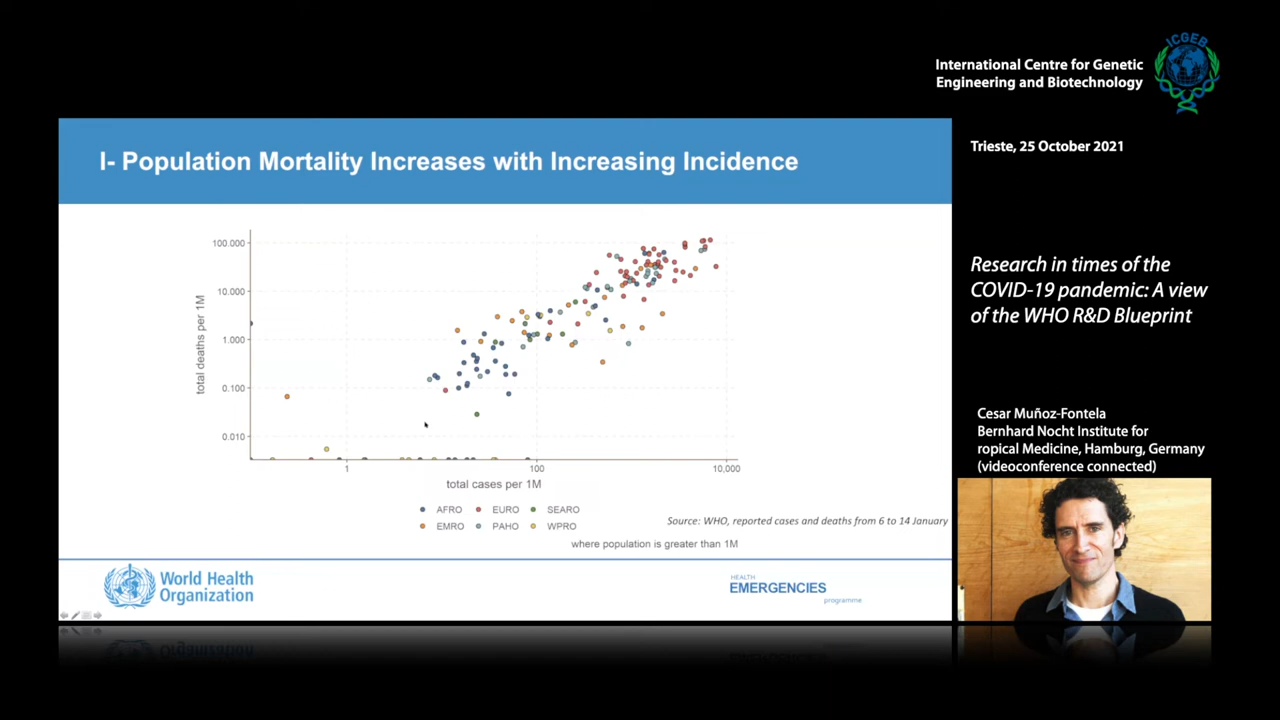 ICGEB
International Centre for Genetic
Engineering and Biotechnology
I- Population Mortality Increases with Increasing Incidence
Trieste, 25 October 2021
Research in times of the
COVID-19 pandemic: A view
of the WHO R&D Blueprint
Cesar Muñoz-Fontela
Bernhard Nocht Institute for
ropical Medicine, Hamburg, Germany
(videoconference connected)
total deaths per 1M
100.000
10.000
1.000
0.100
0.010
1
100
10,000
total cases per 1M
AFRO
EURO
SEARO
EMRO
PAHO
WPRO
Source: WHO, reported cases and deaths from 6 to 14 January
where population is greater than 1M
World Health
Organization
HEALTH
EMERGENCIES
programme